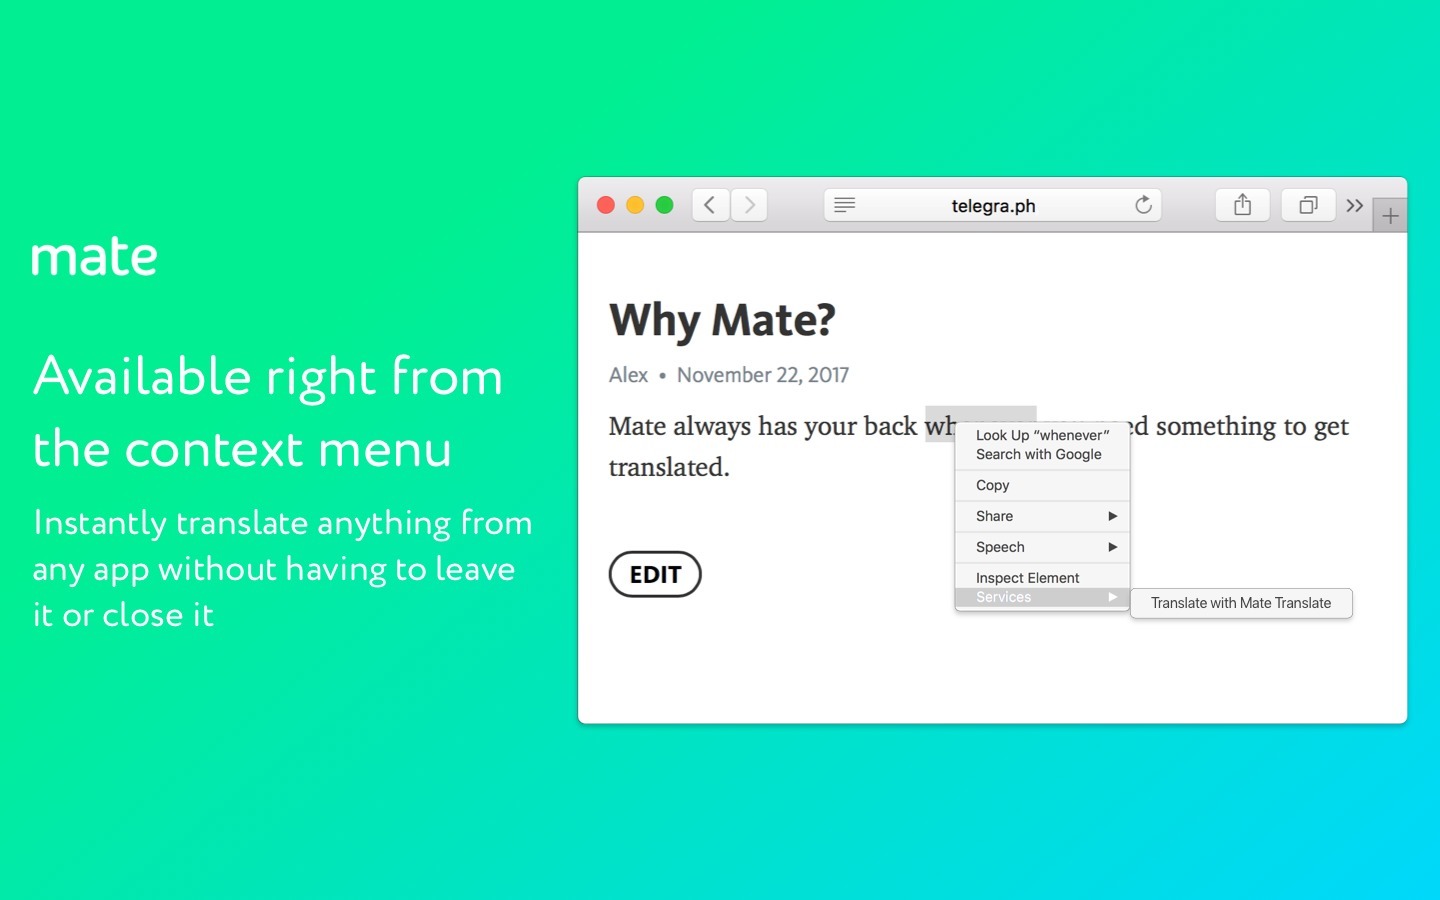 mate
Available right from
the context menu
Instantly translate anything from
any app without having to leave
it or close it
telegra.ph
Why Mate?
Alex • November 22, 2017
Mate always has your back something to get
translated.
EDIT
Look Up “whenever”
Search with Google
Copy
Share
Speech
Inspect Element
Services
Translate with Mate Translate